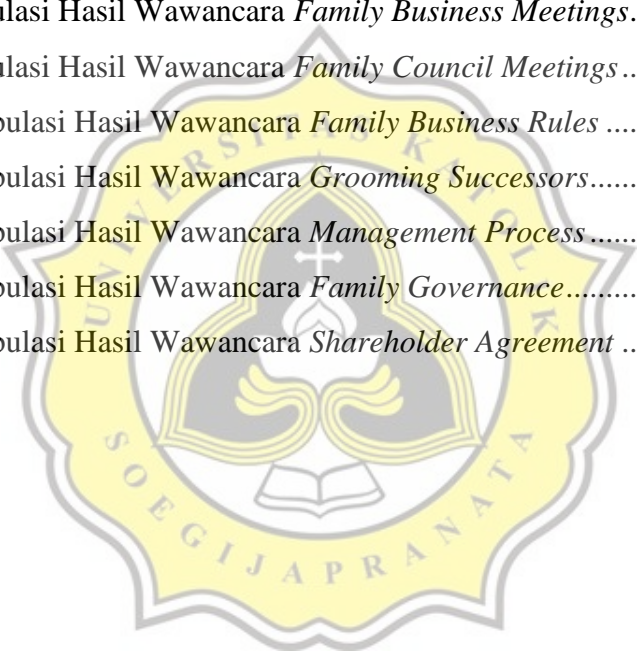 ulasi Hasil Wawancara Family Business Meetings.
ulasi Hasil Wawancara Family Council Meetings ..
pulasi Hasil Wawancara Family Business Rules ....
pulasi Hasil Wawancara Grooming Successors......
pulasi Hasil Wawancara Management Process ......
pulasi Hasil Wawancara Family Governance.........
pulasi Hasil Wawancara Shareholder Agreement ..
UNIVERSITAS KATOLIK
SOEGIJAPRANATA